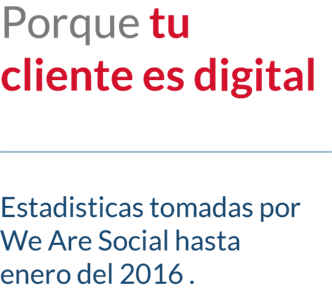 Porque tu
cliente es digital
Estadisticas tomadas por
We Are Social hasta
enero del 2016 .